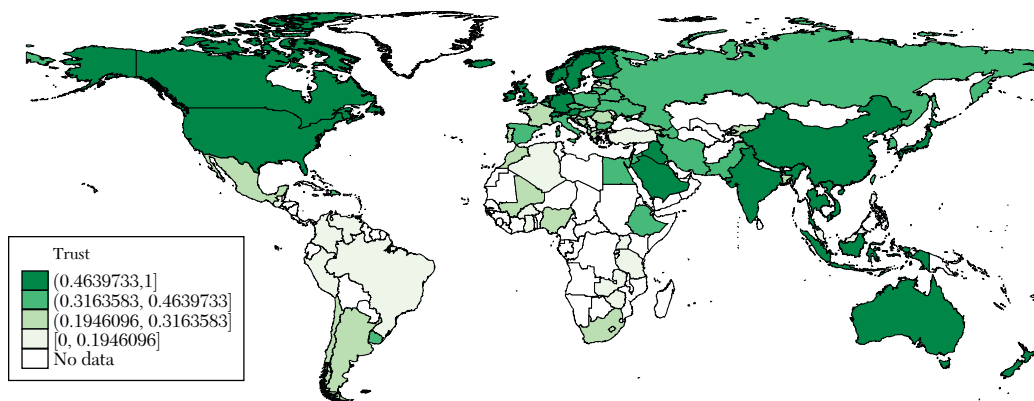 Trust
(0.4639733,1]
(0.3163583, 0.4639733]
(0.1946096, 0.3163583]
[0, 0.1946096]
No data